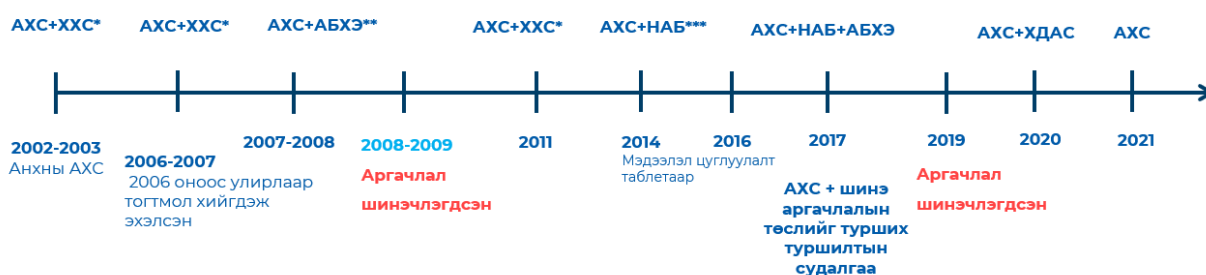 АХС+ХХС*
АХС+ХХС*
АХС+АБХЭ**
АХС+ХХС*
АХС+НАБ***
АХС+НАБ+АБХЭ
АХС+ХДАС
АХС
2002-2003
Анхны АХС
2006-2007
2006 оноос улирлаар
тогтмол хийгдэж
эхэлсэн
2007-2008
2008-2009
Аргачлал
шинэчлэгдсэн
2011
2014
Мэдээлэл цуглуулалт
таблетаар
2016
2017
АХС + шинэ
аргачлалын
төслийг турших
туршилтын
судалгаа
2019
Аргачлал
шинэчлэгдсэн
2020
2021